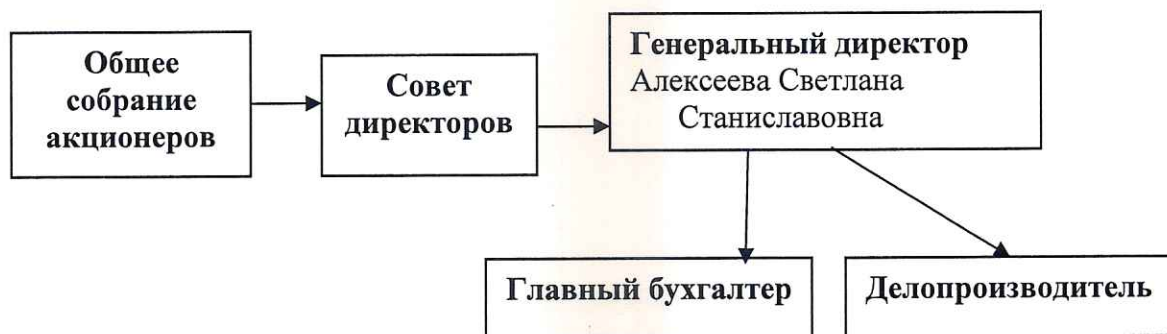 Общее
собрание
акционеров
Совет
директоров
Генеральный директор
Алексеева Светлана
Станиславовна
Главный бухгалтер
Делопроизводитель